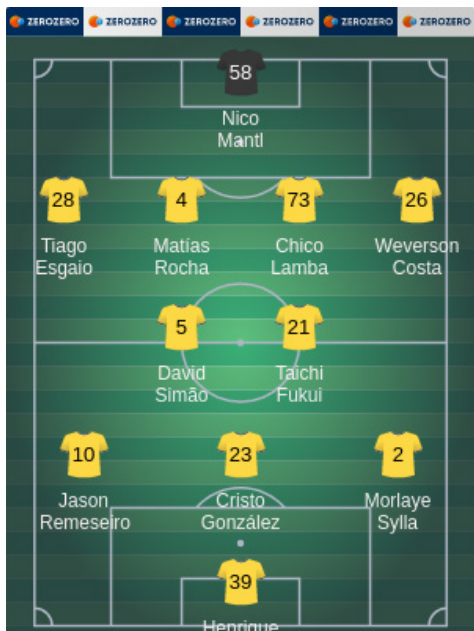 ZEROZERO ZEROZERO ZEROZERO ZEROZERO ZEROZERO ZEROZERO
58
Nico
Mantl
28 4 73 26
Tiago Matías Chico Weverson
Esgaio Rocha Lamba Costa
5 21
David Taichi
Simão Fukui
10 23 2
Jason Cristo Morlaye
Remeseiro González Sylla
39
Henrique